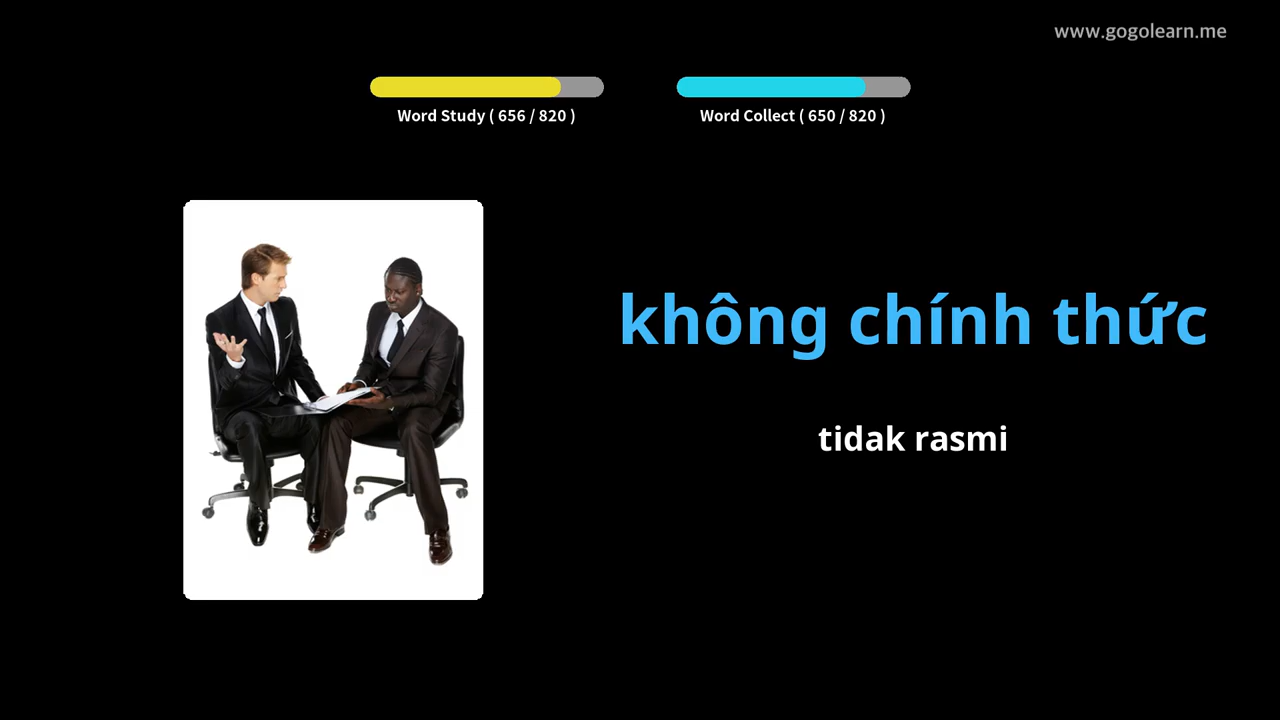 www.gogolearn.me
Word Study ( 656 / 820 )
Word Collect ( 650 / 820 )
không chính thức
tidak rasmi